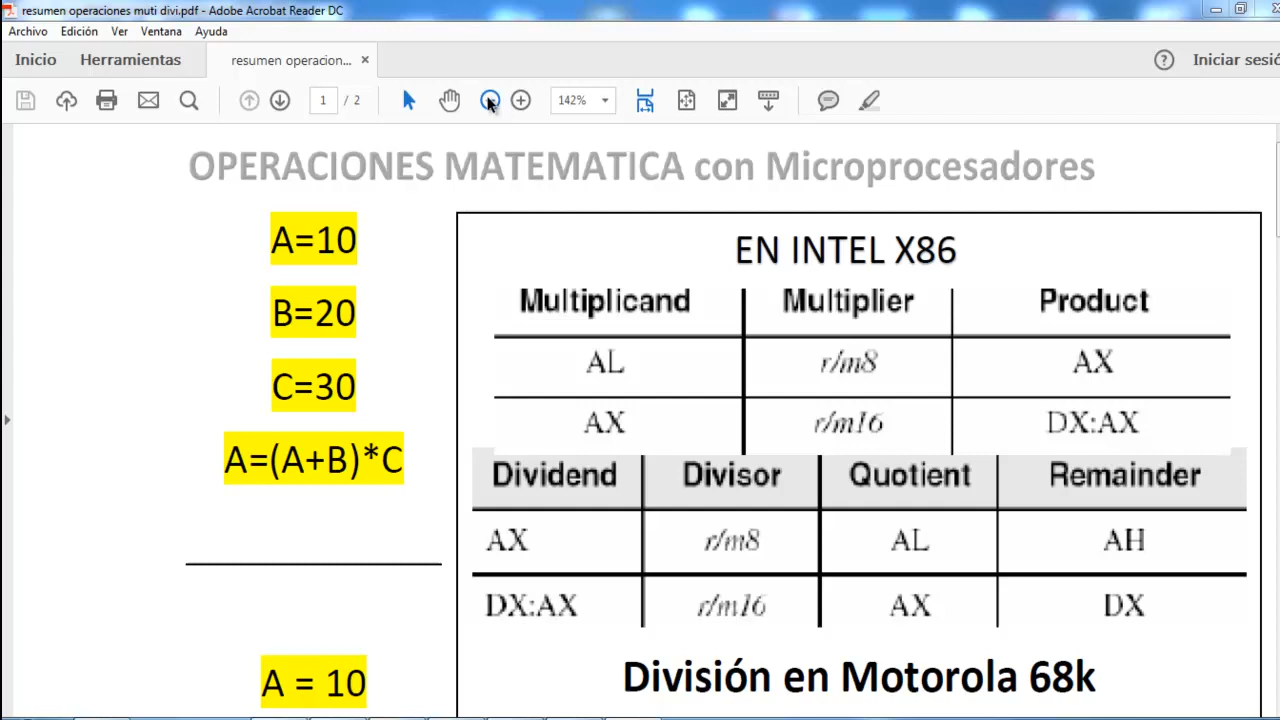 resumen operaciones muti divi.pdf - Adobe Acrobat Reader DC
Archivo Edición Ver Ventana Ayuda
Inicio Herramientas resumen operacion... × ? Iniciar sesió
1 / 2 142%
OPERACIONES MATEMATICA con Microprocesadores
A=10
B=20
C=30
A=(A+B)*C
A = 10
EN INTEL X86
Multiplicand Multiplier Product
AL r/m8 AX
AX r/m16 DX:AX
Dividend Divisor Quotient Remainder
AX r/m8 AL AH
DX:AX r/m16 AX DX
División en Motorola 68k